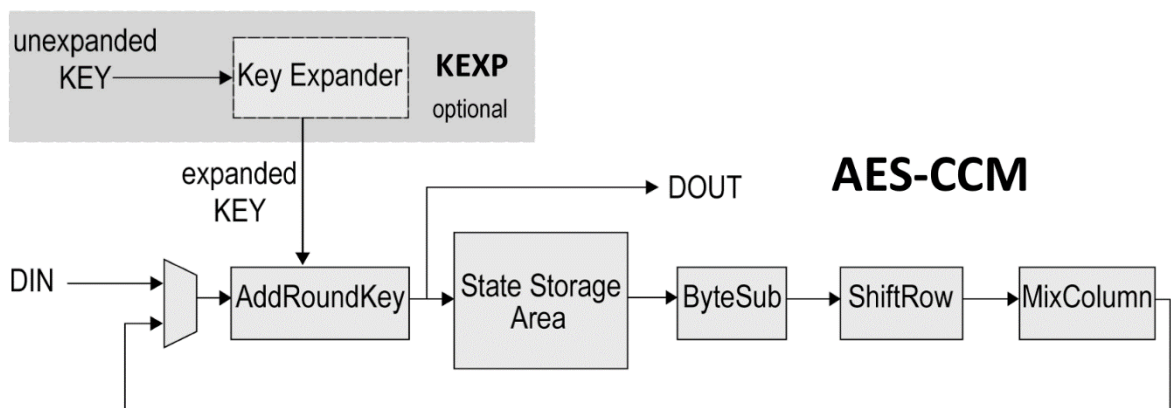 unexpanded
KEY
Key Expander
KEXP
optional
expanded
KEY
DOUT
AES-CCM
DIN
AddRoundKey
State Storage
Area
ByteSub
ShiftRow
MixColumn